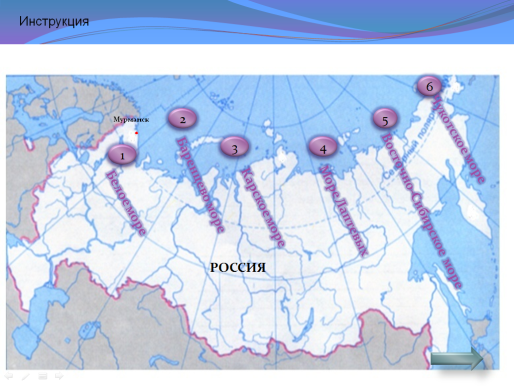 Инструкция
Мурманск
1
Белое море
2
Баренцево море
3
Карское море
4
Море Лаптевых
5
Восточно-Сибирское море
6
Чукотское море
РОССИЯ